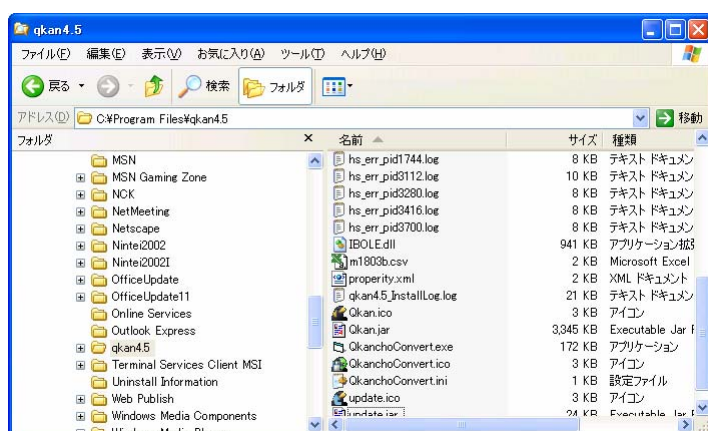 qkan4.5
ファイル(F) 編集(E) 表示(V) お気に入り(A) ツール(T) ヘルプ(H)
戻る 検索 フォルダ
アドレス(D) C:¥Program Files¥qkan4.5 移動
フォルダ × 名前 サイズ 種類
MSN
MSN Gaming Zone
NCK
NetMeeting
Netscape
Nintei2002
Nintei2002I
OfficeUpdate
OfficeUpdate11
Online Services
Outlook Express
qkan4.5
Terminal Services Client MSI
Uninstall Information
Web Publish
Windows Media Components
hs_err_pid1744.log 8 KB テキスト ドキュメン
hs_err_pid3112.log 10 KB テキスト ドキュメン
hs_err_pid3280.log 8 KB テキスト ドキュメン
hs_err_pid3416.log 8 KB テキスト ドキュメン
hs_err_pid3700.log 8 KB テキスト ドキュメン
IBOLE.dll 941 KB アプリケーション拡張
m1803b.csv 2 KB Microsoft Excel
properity.xml 2 KB XML ドキュメント
qkan4.5_InstallLog.log 21 KB テキスト ドキュメン
Qkan.ico 3 KB アイコン
Qkan.jar 3,345 KB Executable Jar F
QkanchoConvert.exe 172 KB アプリケーション
QkanchoConvert.ico 3 KB アイコン
QkanchoConvert.ini 1 KB 設定ファイル
update.ico 3 KB アイコン
update.jar 24 KB Executable Jar F